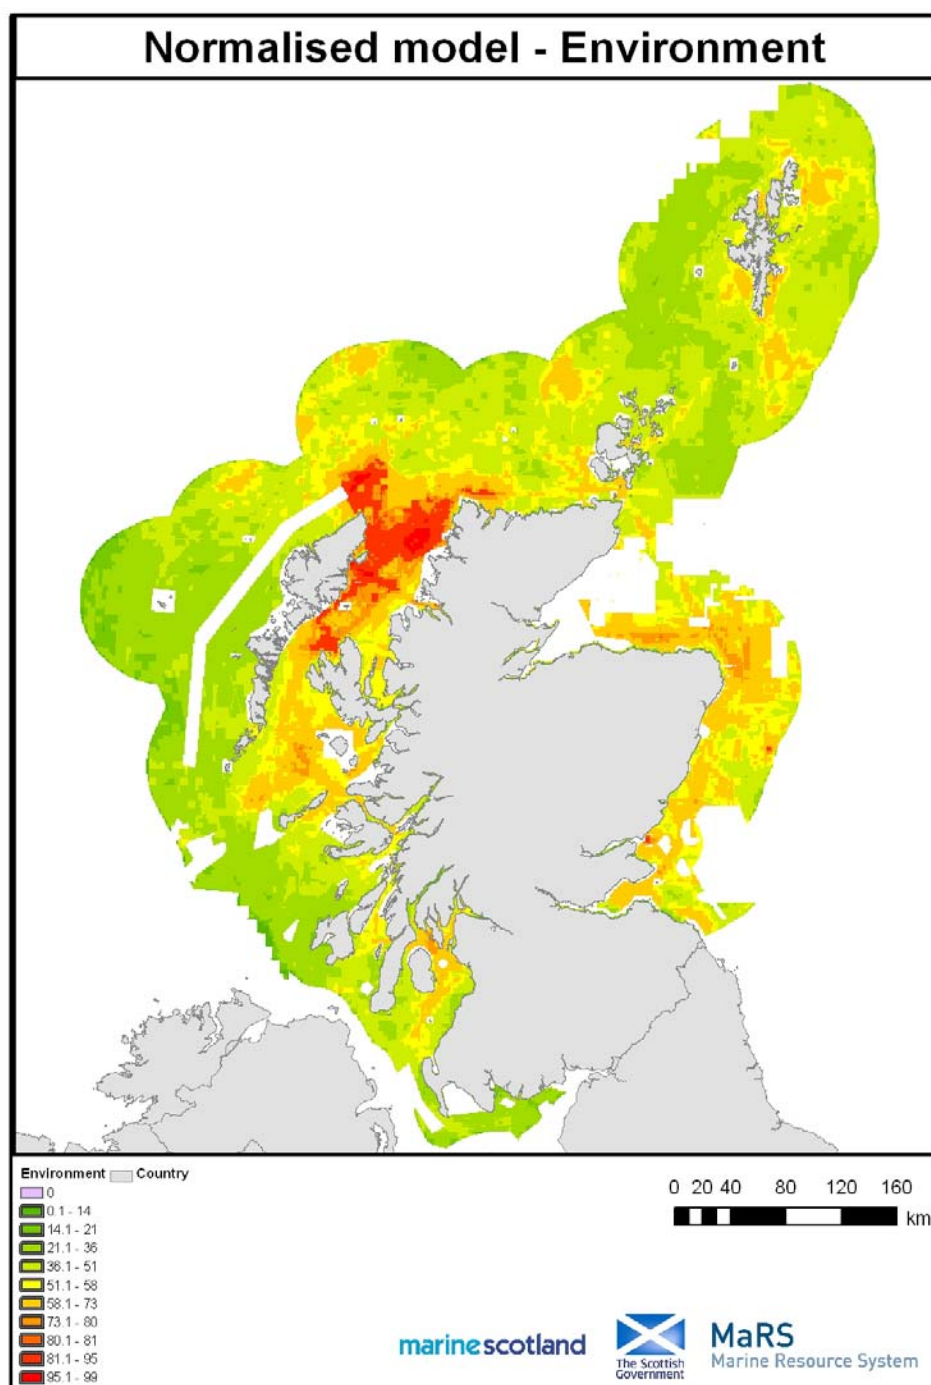 Normalised model - Environment
Environment Country
0
0.1 - 14
14.1 - 21
21.1 - 36
36.1 - 51
51.1 - 58
58.1 - 73
73.1 - 80
80.1 - 81
81.1 - 95
95.1 - 99
0 20 40 80 120 160
km
marinescotland
The Scottish
Government
MaRS
Marine Resource System